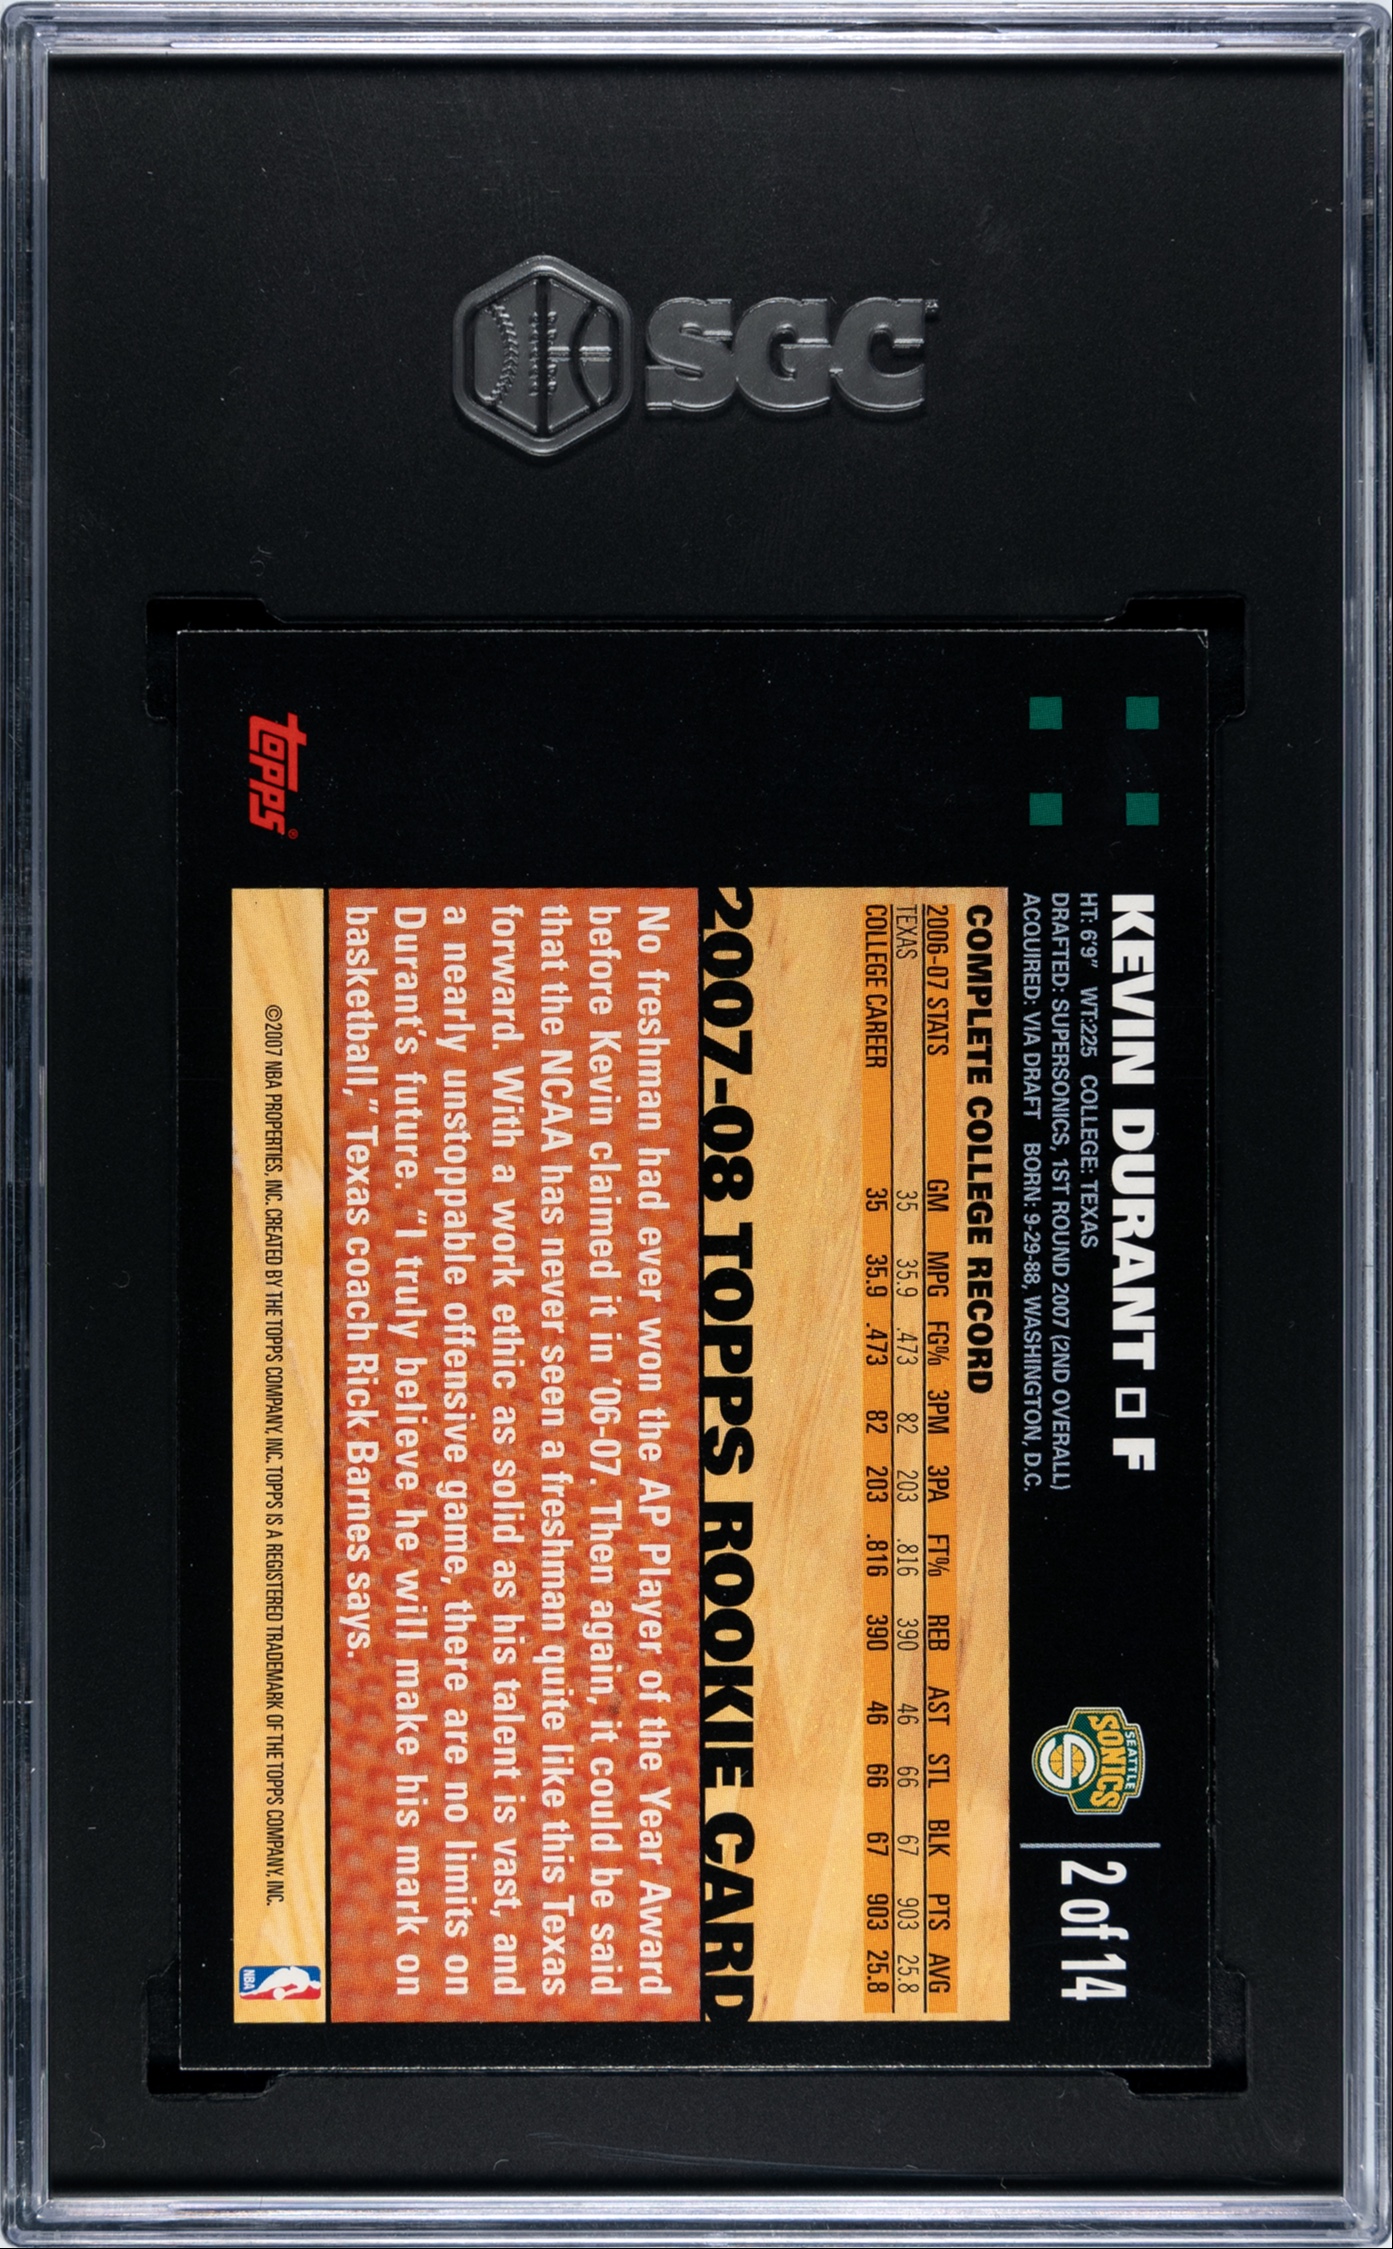 SGC
KEVIN DURANT □ F
HT: 6'9" WT:225 COLLEGE: TEXAS
DRAFTED: SUPERSONICS, 1ST ROUND 2007 (2ND OVERALL)
ACQUIRED: VIA DRAFT BORN: 9-29-88, WASHINGTON, D.C.
SEATTLE
SONICS
2 of 14
COMPLETE COLLEGE RECORD
2006-07 STATS GM MPG FG% 3PM 3PA FT% REB AST STL BLK PTS AVG
TEXAS 35 35.9 .473 82 203 .816 390 46 66 67 903 25.8
COLLEGE CAREER 35 35.9 .473 82 203 .816 390 46 66 67 903 25.8
2007-08 TOPPS ROOKIE CARD
No freshman had ever won the AP Player of the Year Award
before Kevin claimed it in '06-07. Then again, it could be said
that the NCAA has never seen a freshman quite like this Texas
forward. With a work ethic as solid as his talent is vast, and
a nearly unstoppable offensive game, there are no limits on
Durant's future. "I truly believe he will make his mark on
basketball," Texas coach Rick Barnes says.
©2007 NBA PROPERTIES, INC. CREATED BY THE TOPPS COMPANY, INC. TOPPS IS A REGISTERED TRADEMARK OF THE TOPPS COMPANY, INC.
topps®
NBA